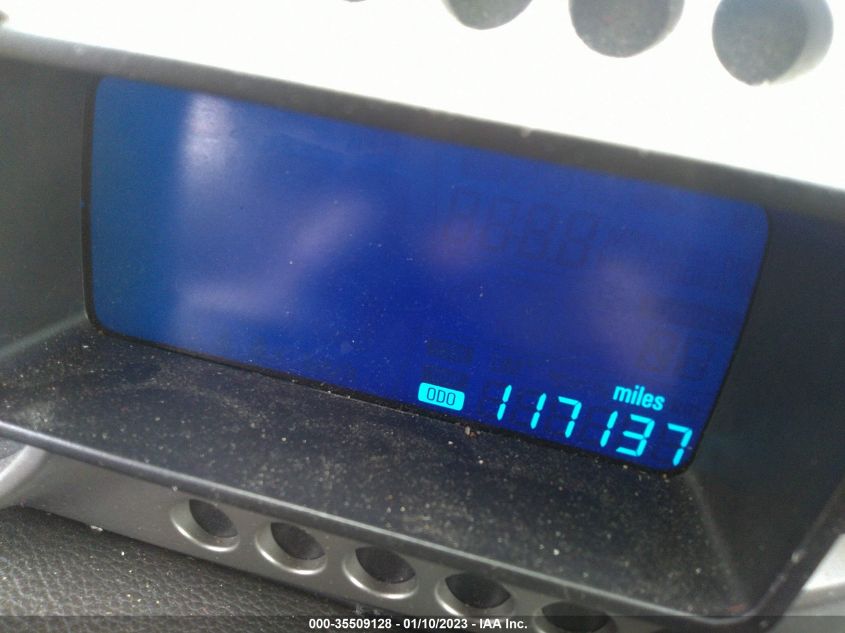 miles
ODO 117137
000-35509128 - 01/10/2023 - IAA Inc.